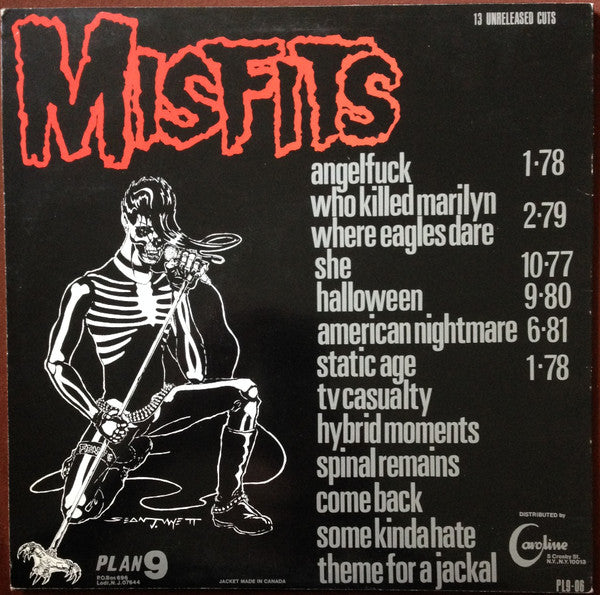 13 UNRELEASED CUTS
MISFITS
angelfuck 1·78
who killed marilyn
where eagles dare 2·79
she 10·77
halloween 9·80
american nightmare 6·81
static age 1·78
tv casualty
hybrid moments
spinal remains
come back
some kinda hate
theme for a jackal
SEAN J. WYETT
PLAN 9
P.O.Box 696
Lodi, N.J. 07644
JACKET MADE IN CANADA
DISTRIBUTED by
Caroline
5 Crosby St.
N.Y., N.Y. 10013
PL9-06